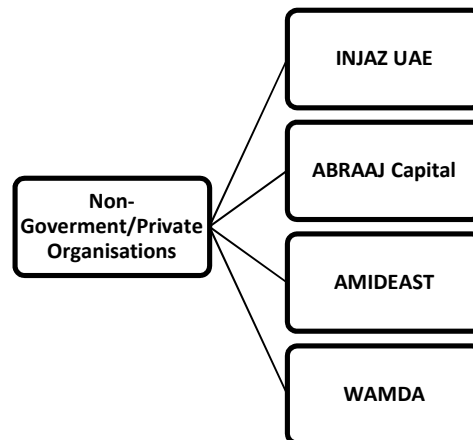 Non-
Goverment/Private
Organisations
INJAZ UAE
ABRAAJ Capital
AMIDEAST
WAMDA